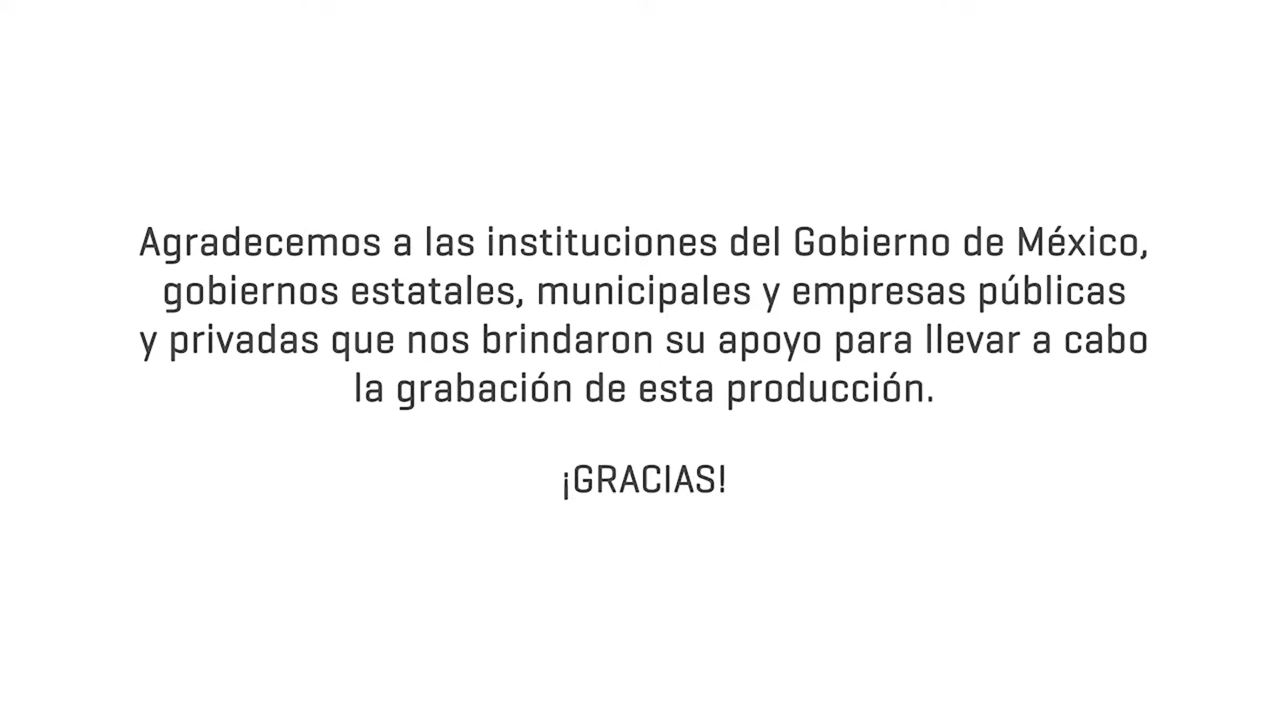 Agradecemos a las instituciones del Gobierno de México,
gobiernos estatales, municipales y empresas públicas
y privadas que nos brindaron su apoyo para llevar a cabo
la grabación de esta producción.
¡GRACIAS!